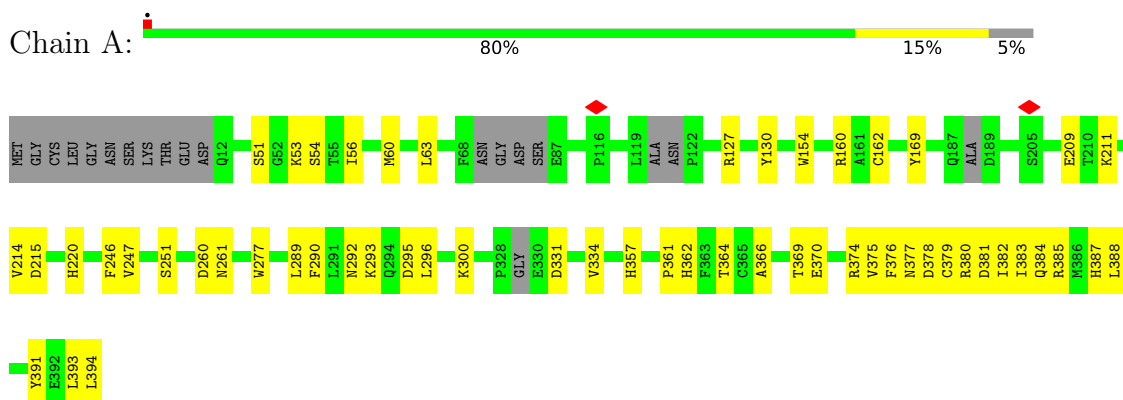 Chain A:
80% 15% 5%
MET GLY CYS LEU GLY ASN SER LYS THR GLU ASP Q12 S51 G52 K53 S54 T55 I56 M60 L63 F68 ASN GLY ASP SER E87 P116 L119 ALA ASN P122 R127 Y130 W154 R160 A161 C162 Y169 Q187 ALA D189 S205 E209 T210 K211
V214 D215 H220 F246 V247 S251 D260 N261 W277 L289 F290 L291 N292 K293 Q294 D295 L296 K300 P328 GLY E330 D331 V334 H357 P361 H362 F363 T364 C365 A366 T369 E370 R374 V375 F376 N377 D378 C379 R380 D381 I382 I383 Q384 R385 M386 H387 L388
Y391 E392 L393 L394